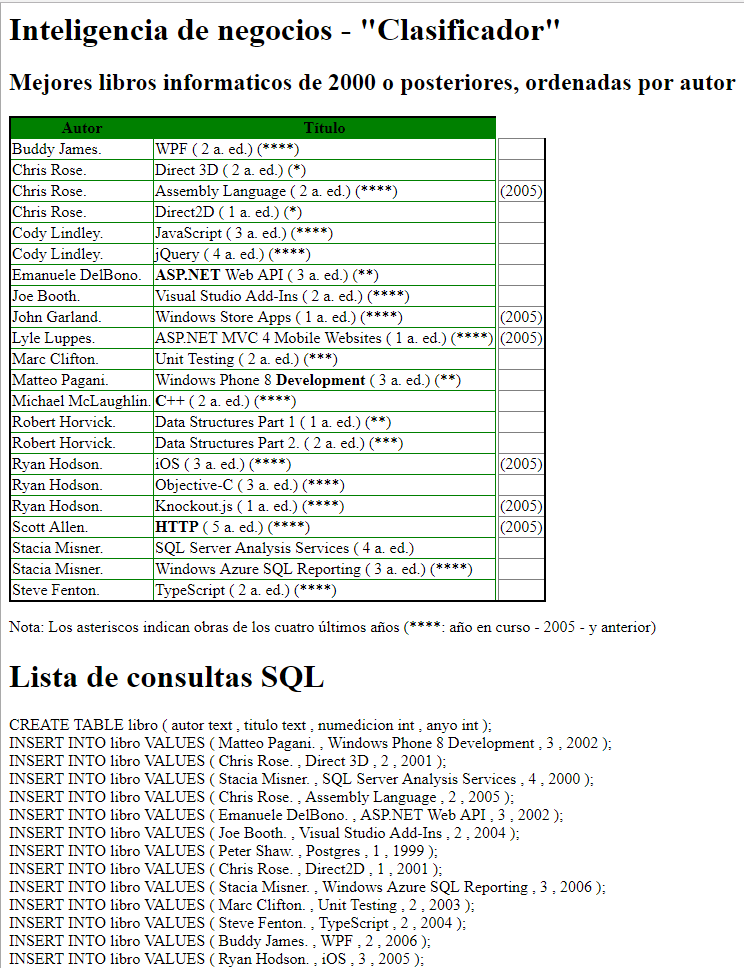 Inteligencia de negocios - "Clasificador"
Mejores libros informaticos de 2000 o posteriores, ordenadas por autor
Autor Título
Buddy James. WPF ( 2 a. ed.) (****)
Chris Rose. Direct 3D ( 2 a. ed.) (*)
Chris Rose. Assembly Language ( 2 a. ed.) (****) (2005)
Chris Rose. Direct2D ( 1 a. ed.) (*)
Cody Lindley. JavaScript ( 3 a. ed.) (****)
Cody Lindley. jQuery ( 4 a. ed.) (****)
Emanuele DelBono. ASP.NET Web API ( 3 a. ed.) (**)
Joe Booth. Visual Studio Add-Ins ( 2 a. ed.) (****)
John Garland. Windows Store Apps ( 1 a. ed.) (****) (2005)
Lyle Luppes. ASP.NET MVC 4 Mobile Websites ( 1 a. ed.) (****) (2005)
Marc Clifton. Unit Testing ( 2 a. ed.) (***)
Matteo Pagani. Windows Phone 8 Development ( 3 a. ed.) (**)
Michael McLaughlin. C++ ( 2 a. ed.) (****)
Robert Horvick. Data Structures Part 1 ( 1 a. ed.) (**)
Robert Horvick. Data Structures Part 2. ( 2 a. ed.) (***)
Ryan Hodson. iOS ( 3 a. ed.) (****) (2005)
Ryan Hodson. Objective-C ( 3 a. ed.) (****)
Ryan Hodson. Knockout.js ( 1 a. ed.) (****) (2005)
Scott Allen. HTTP ( 5 a. ed.) (****) (2005)
Stacia Misner. SQL Server Analysis Services ( 4 a. ed.)
Stacia Misner. Windows Azure SQL Reporting ( 3 a. ed.) (****)
Steve Fenton. TypeScript ( 2 a. ed.) (****)
Nota: Los asteriscos indican obras de los cuatro últimos años (****: año en curso - 2005 - y anterior)
Lista de consultas SQL
CREATE TABLE libro ( autor text , titulo text , numedicion int , anyo int );
INSERT INTO libro VALUES ( Matteo Pagani. , Windows Phone 8 Development , 3 , 2002 );
INSERT INTO libro VALUES ( Chris Rose. , Direct 3D , 2 , 2001 );
INSERT INTO libro VALUES ( Stacia Misner. , SQL Server Analysis Services , 4 , 2000 );
INSERT INTO libro VALUES ( Chris Rose. , Assembly Language , 2 , 2005 );
INSERT INTO libro VALUES ( Emanuele DelBono. , ASP.NET Web API , 3 , 2002 );
INSERT INTO libro VALUES ( Joe Booth. , Visual Studio Add-Ins , 2 , 2004 );
INSERT INTO libro VALUES ( Peter Shaw. , Postgres , 1 , 1999 );
INSERT INTO libro VALUES ( Chris Rose. , Direct2D , 1 , 2001 );
INSERT INTO libro VALUES ( Stacia Misner. , Windows Azure SQL Reporting , 3 , 2006 );
INSERT INTO libro VALUES ( Marc Clifton. , Unit Testing , 2 , 2003 );
INSERT INTO libro VALUES ( Steve Fenton. , TypeScript , 2 , 2004 );
INSERT INTO libro VALUES ( Buddy James. , WPF , 2 , 2006 );
INSERT INTO libro VALUES ( Ryan Hodson. , iOS , 3 , 2005 );